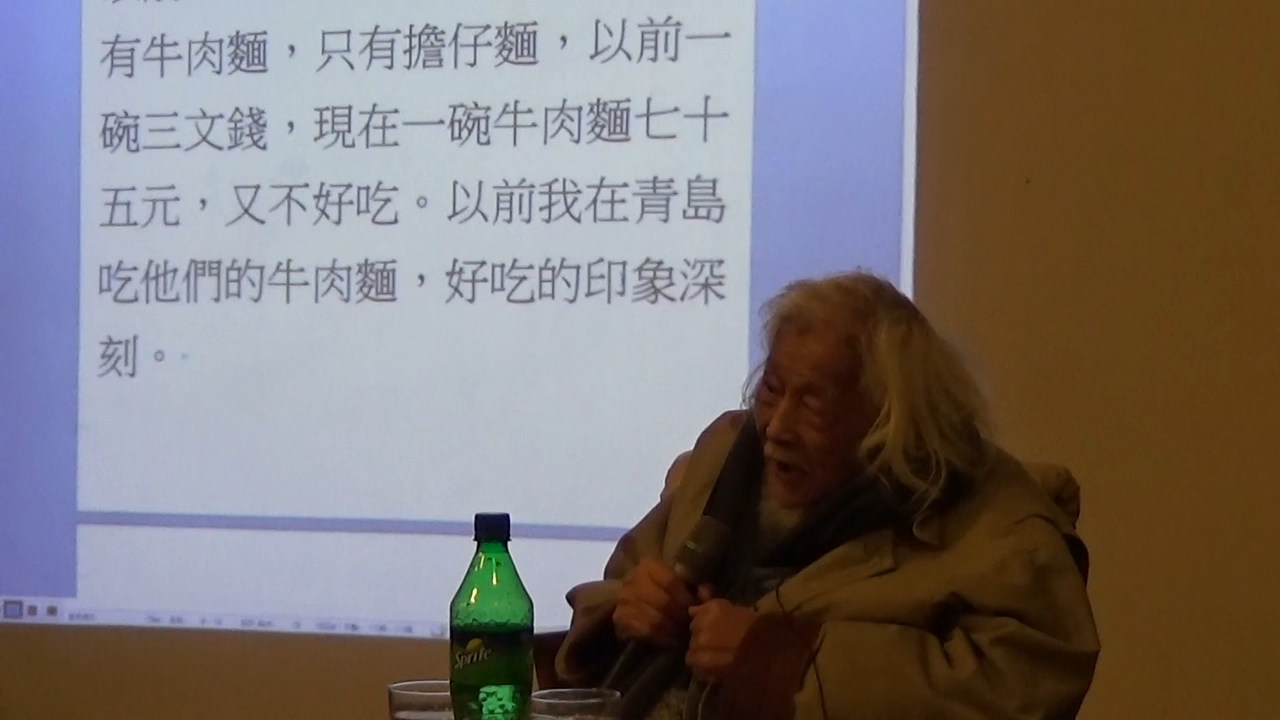 有牛肉麵，只有擔仔麵，以前一
碗三文錢，現在一碗牛肉麵七十
五元，又不好吃。以前我在青島
吃他們的牛肉麵，好吃的印象深
刻。
Sprite